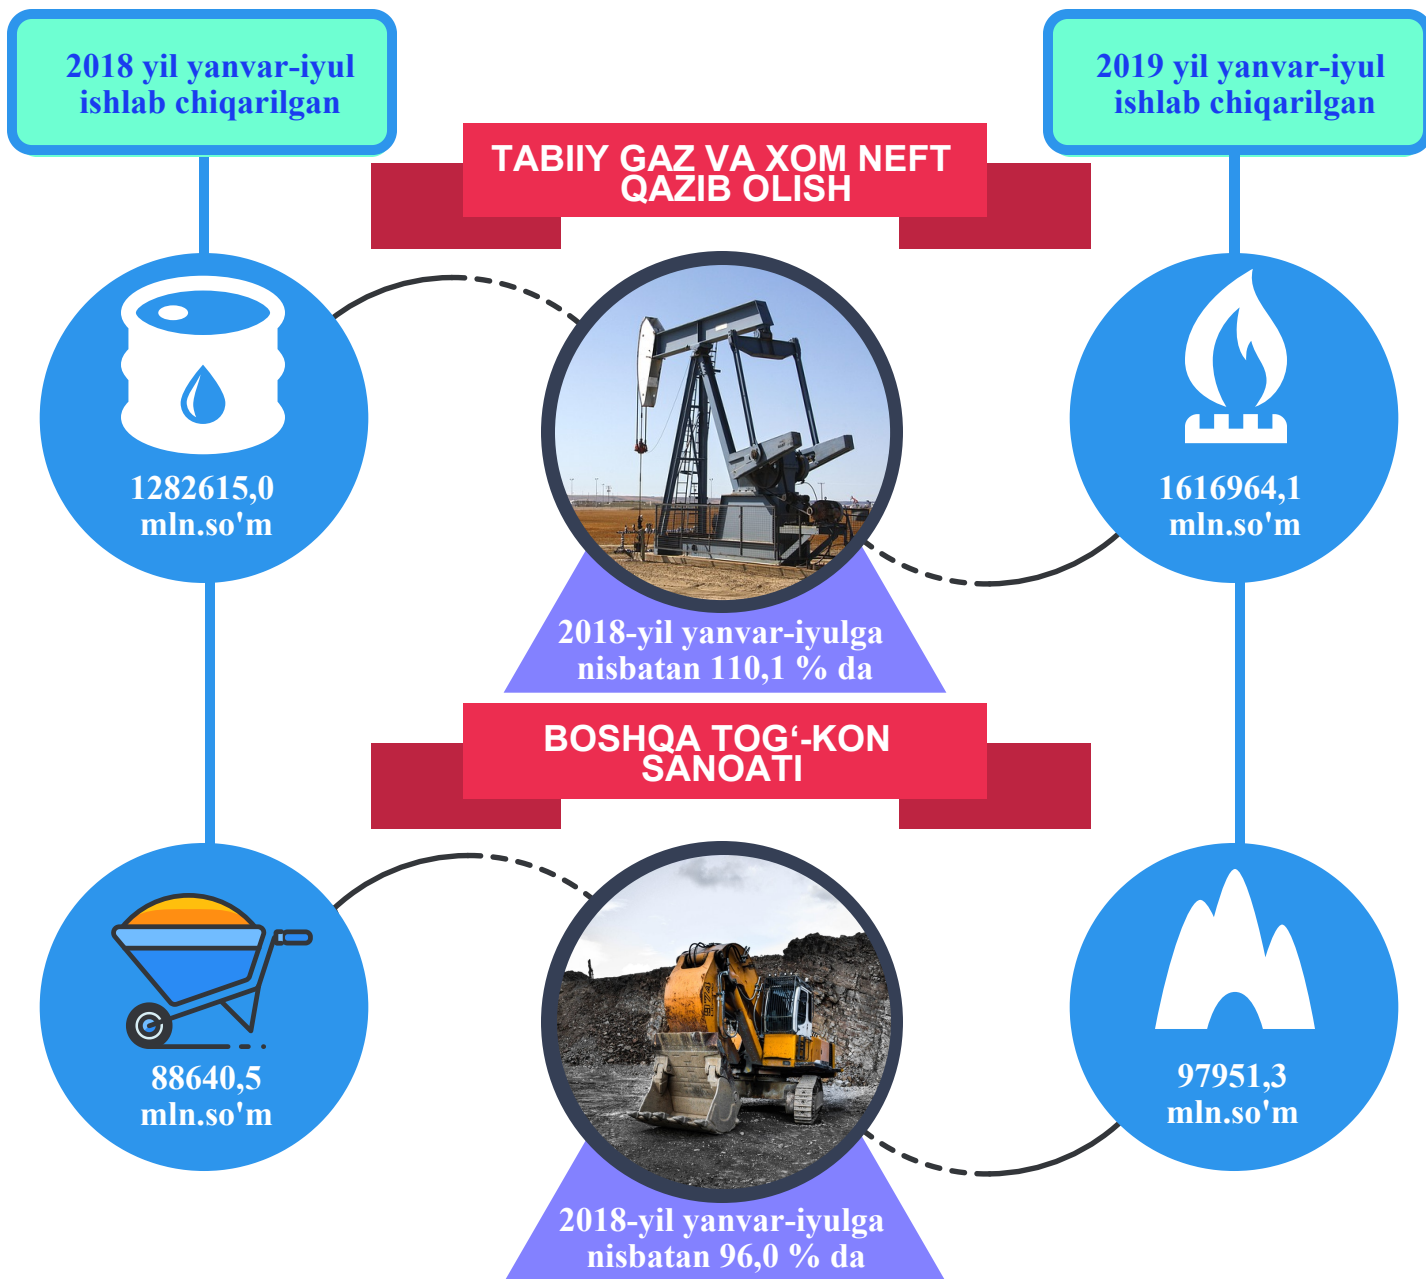 2018 yil yanvar-iyul
ishlab chiqarilgan
2019 yil yanvar-iyul
ishlab chiqarilgan
TABIIY GAZ VA XOM NEFT
QAZIB OLISH
1282615,0
mln.so'm
1616964,1
mln.so'm
2018-yil yanvar-iyulga
nisbatan 110,1 % da
BOSHQA TOG‘-KON
SANOATI
88640,5
mln.so'm
97951,3
mln.so'm
2018-yil yanvar-iyulga
nisbatan 96,0 % da